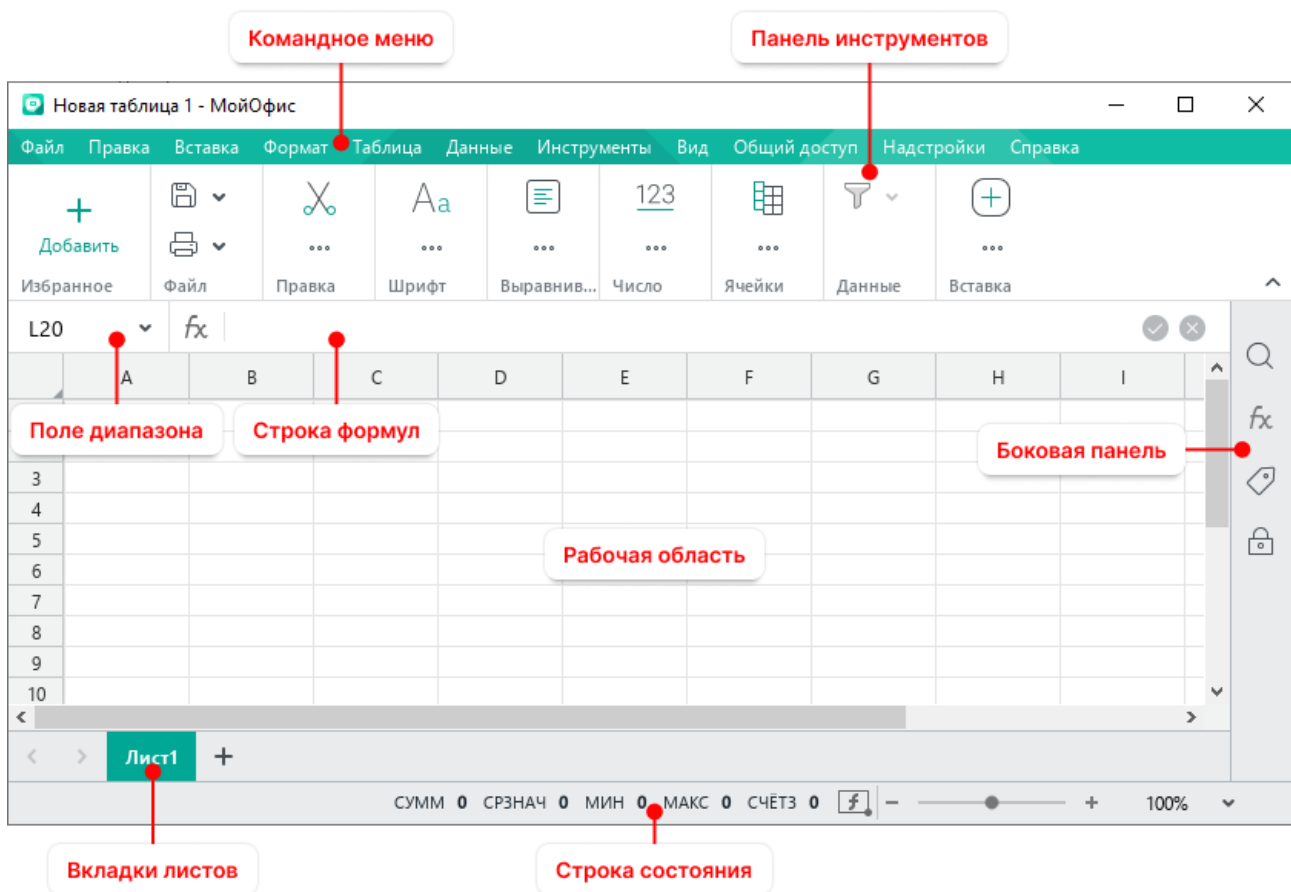 Командное меню
Панель инструментов
Новая таблица 1 - МойОфис
Файл Правка Вставка Формат Таблица Данные Инструменты Вид Общий доступ Надстройки Справка
Aa 123
Добавить
Избранное Файл Правка Шрифт Выравнив... Число Ячейки Данные Вставка
L20 fx
A B C D E F G H I
fx
Поле диапазона Строка формул
Боковая панель
3
4
5
Рабочая область
6
7
8
9
10
Лист1
СУММ 0 СРЗНАЧ 0 МИН 0 МАКС 0 СЧЁТЗ 0 f 100%
Вкладки листов
Строка состояния